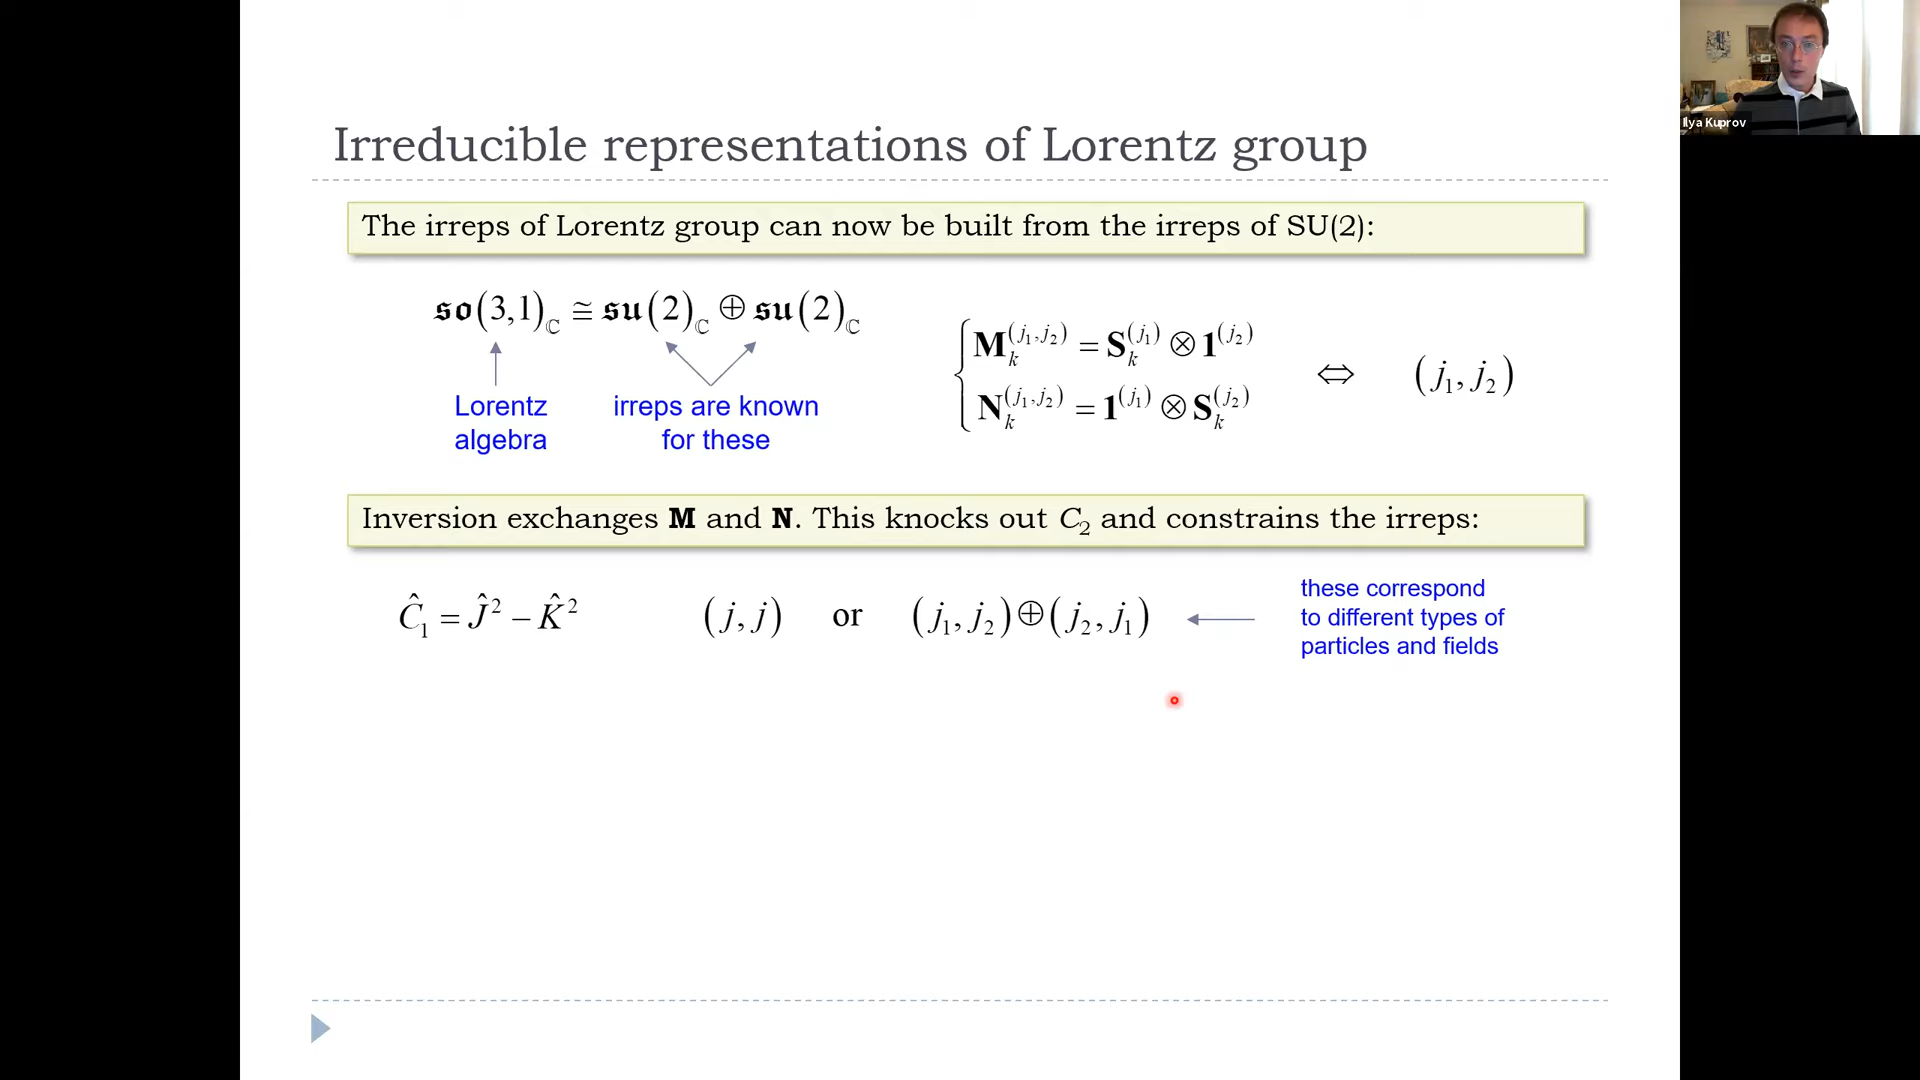 Ilya Kuprov
Irreducible representations of Lorentz group
The irreps of Lorentz group can now be built from the irreps of SU(2):
𝖘𝖔(3,1)_ℂ ≅ 𝖘𝖚(2)_ℂ ⊕ 𝖘𝖚(2)_ℂ
Lorentz
algebra
irreps are known
for these
M_k^(j₁,j₂) = S_k^(j₁) ⊗ 1^(j₂)
N_k^(j₁,j₂) = 1^(j₁) ⊗ S_k^(j₂)
⇔ (j₁, j₂)
Inversion exchanges M and N. This knocks out C₂ and constrains the irreps:
Ĉ₁ = Ĵ² − K̂² (j, j) or (j₁, j₂) ⊕ (j₂, j₁)
these correspond
to different types of
particles and fields